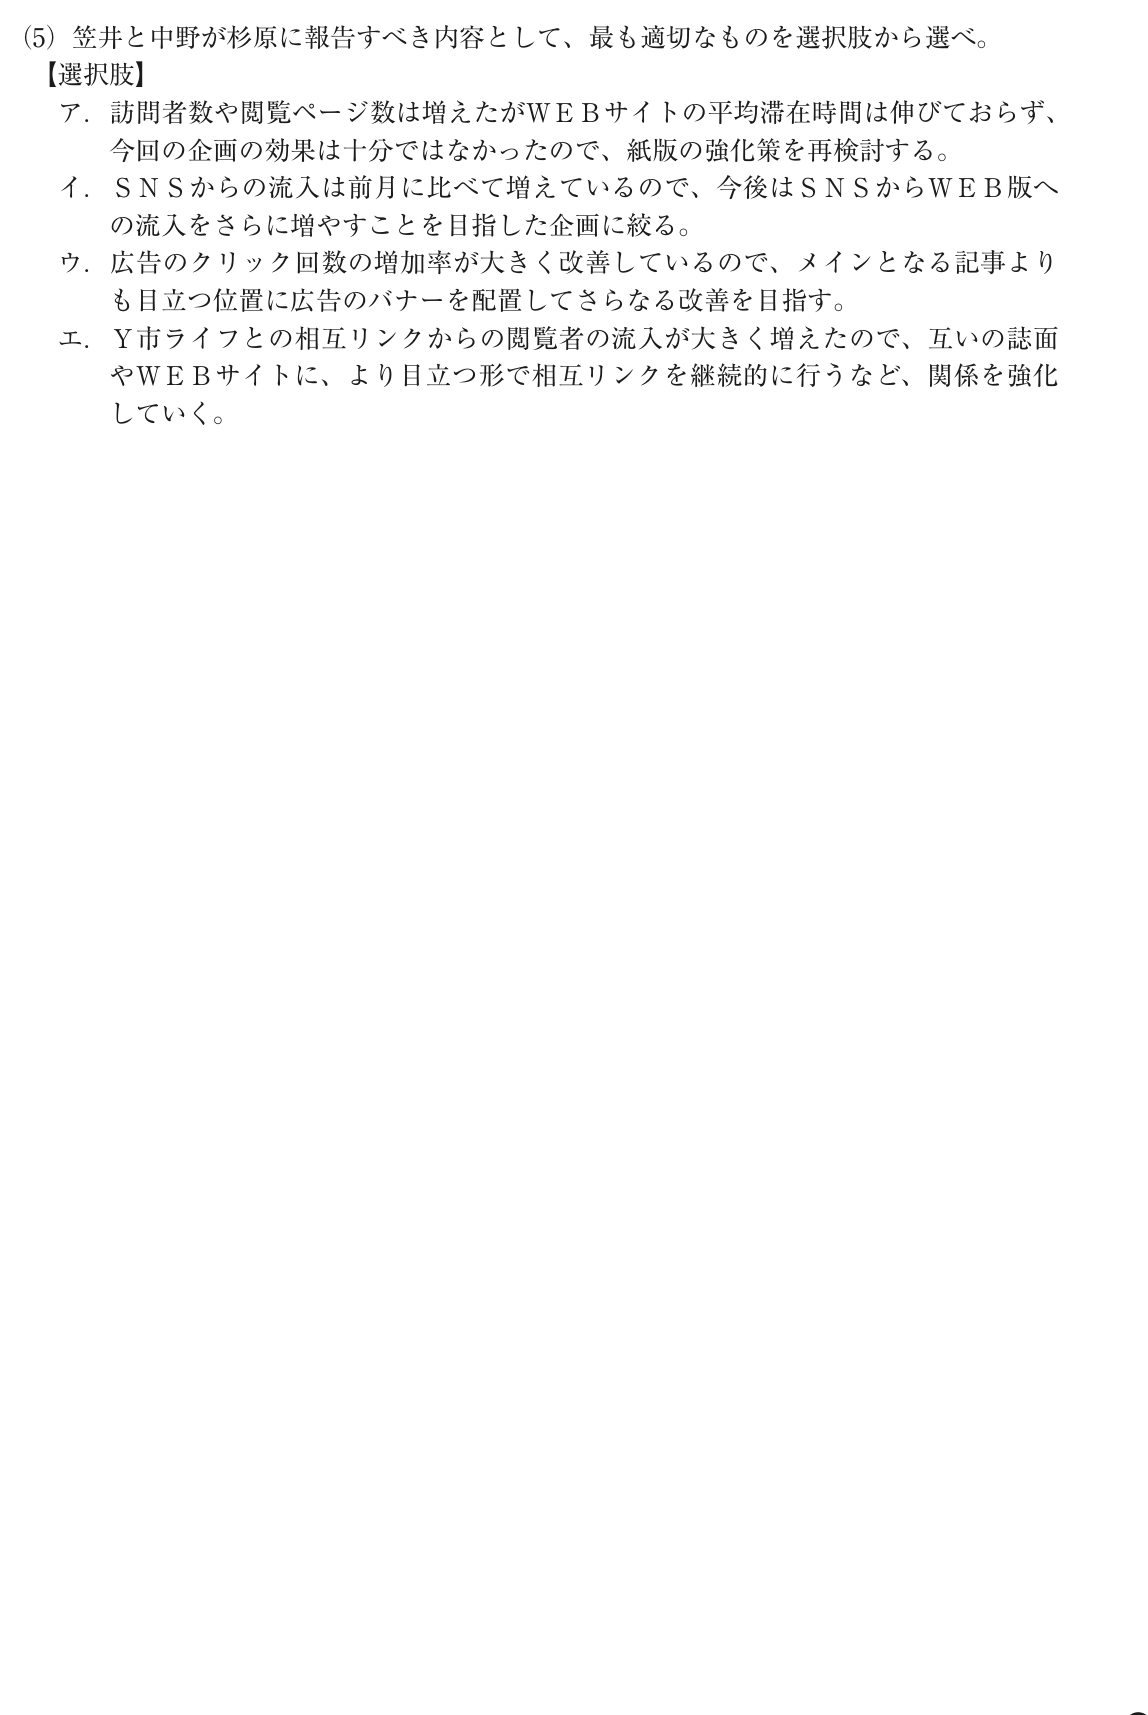 (5) 笠井と中野が杉原に報告すべき内容として、最も適切なものを選択肢から選べ。
【選択肢】
ア．訪問者数や閲覧ページ数は増えたがＷＥＢサイトの平均滞在時間は伸びておらず、
今回の企画の効果は十分ではなかったので、紙版の強化策を再検討する。
イ．ＳＮＳからの流入は前月に比べて増えているので、今後はＳＮＳからＷＥＢ版へ
の流入をさらに増やすことを目指した企画に絞る。
ウ．広告のクリック回数の増加率が大きく改善しているので、メインとなる記事より
も目立つ位置に広告のバナーを配置してさらなる改善を目指す。
エ．Ｙ市ライフとの相互リンクからの閲覧者の流入が大きく増えたので、互いの誌面
やＷＥＢサイトに、より目立つ形で相互リンクを継続的に行うなど、関係を強化
していく。